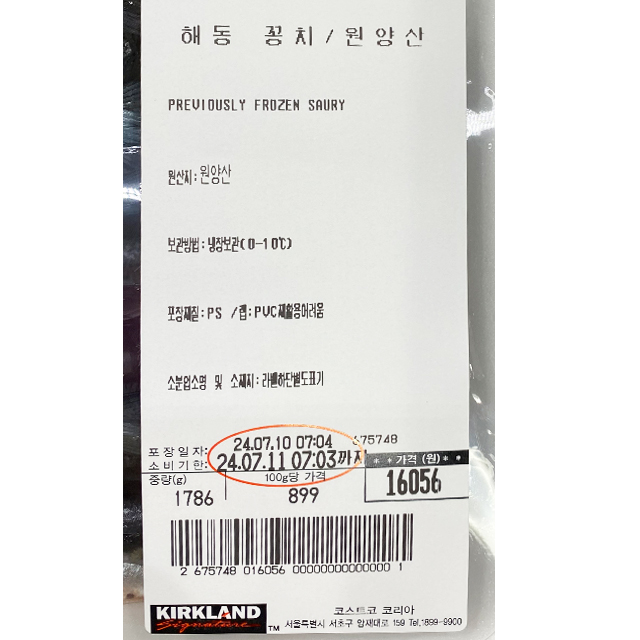 해동 꽁치/원양산
PREVIOUSLY FROZEN SAURY
원산지:원양산
보관방법:냉장보관(0-10℃)
포장재질:PS /랩:PVC재활용어려움
소분업소명 및 소재지:라벨하단별도표기
포장일자: 24.07.10 07:04 675748
소비기한: 24.07.11 07:03까지 **가격(원)*
중량(g) 100g당 가격
1786 899 16056
2 675748 016056 00000000000000 1
KIRKLAND
Signature ™
코스트코 코리아
서울특별시 서초구 양재대로 159 Tel,1899-9900